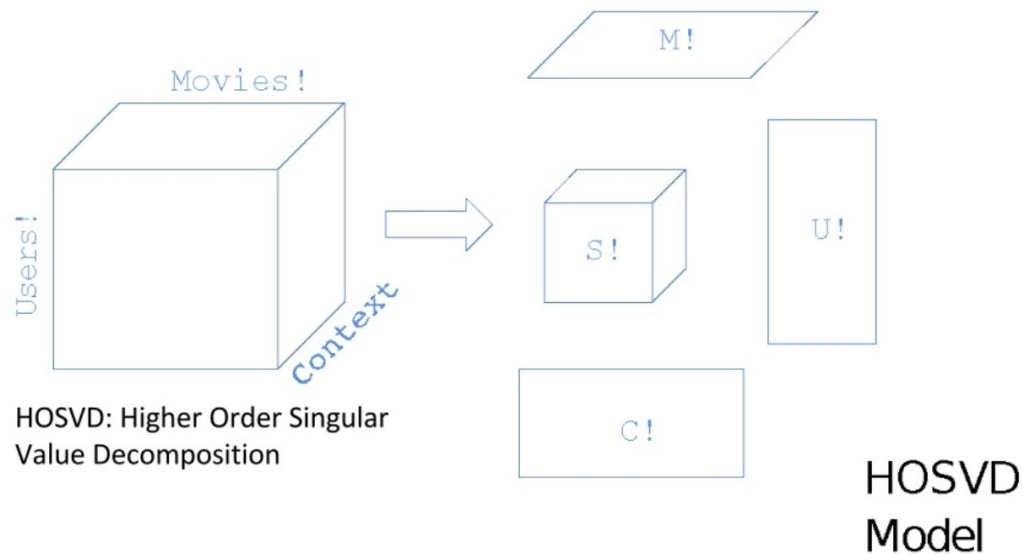 Movies!
Users!
Context
M!
S!
U!
C!
HOSVD: Higher Order Singular
Value Decomposition
HOSVD
Model